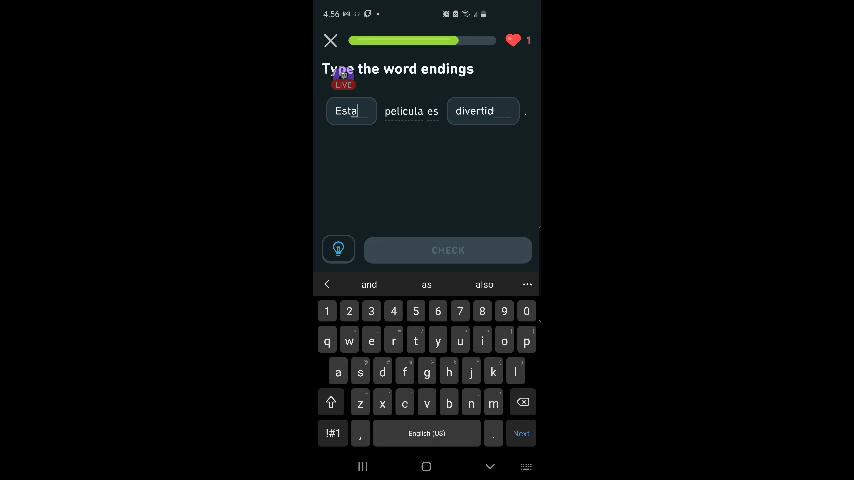 4.56
1
Type the word endings
LIVE
Esta película es divertid .
CHECK
and as also
1 2 3 4 5 6 7 8 9 0
q w e r t y u i o p
a s d f g h j k l
z x c v b n m
!#1 , English (US) . Next